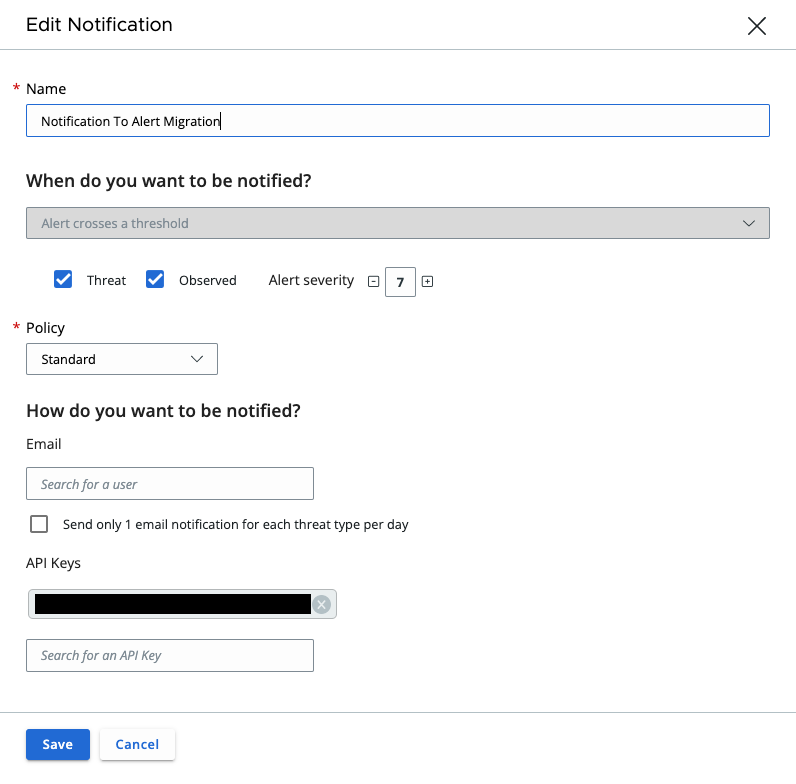 Edit Notification
* Name
Notification To Alert Migration
When do you want to be notified?
Alert crosses a threshold
Threat Observed Alert severity 7
* Policy
Standard
How do you want to be notified?
Email
Search for a user
Send only 1 email notification for each threat type per day
API Keys
Search for an API Key
Save Cancel